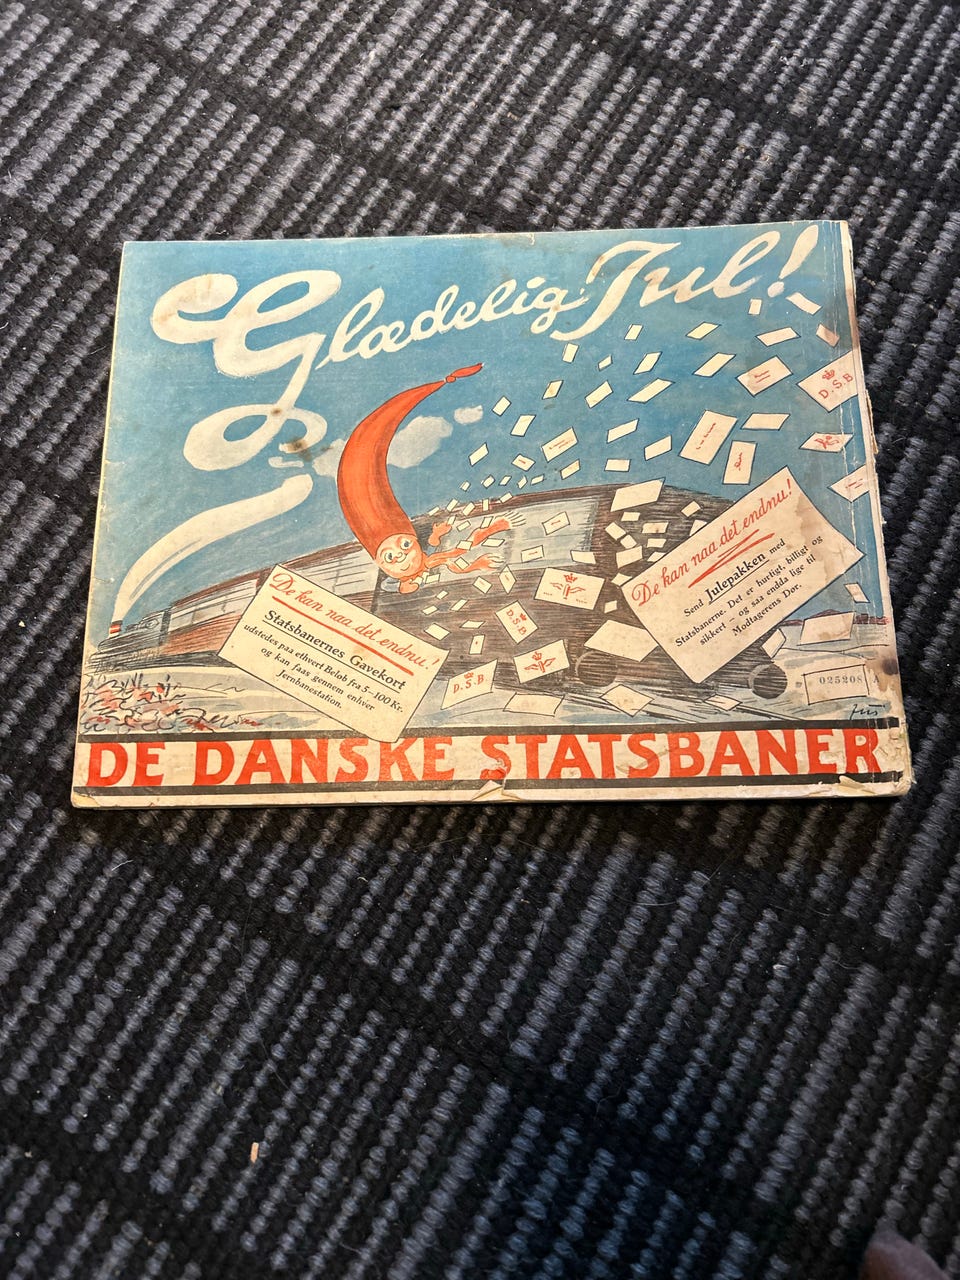 Glædelig Jul!
D.S.B
De kan naa det endnu!
Send Julepakken med
Statsbanerne. Det er hurtigt, billigt og
sikkert - og saa endda lige til
Modtagerens Dør.
De kan naa det endnu!
Statsbanernes Gavekort
udstedes paa ethvert Beløb fra 5-100 Kr.
og kan faas gennem enhver
Jernbanestation.
D.S.B.
D.S.B.
025208 A
DE DANSKE STATSBANER